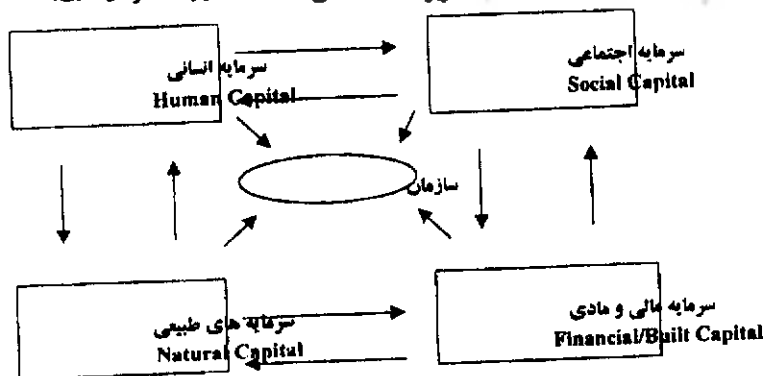 سرمایه انسانی
Human Capital
سرمایه اجتماعی
Social Capital
سازمان
سرمایه های طبیعی
Natural Capital
سرمایه مالی و مادی
Financial/Built Capital